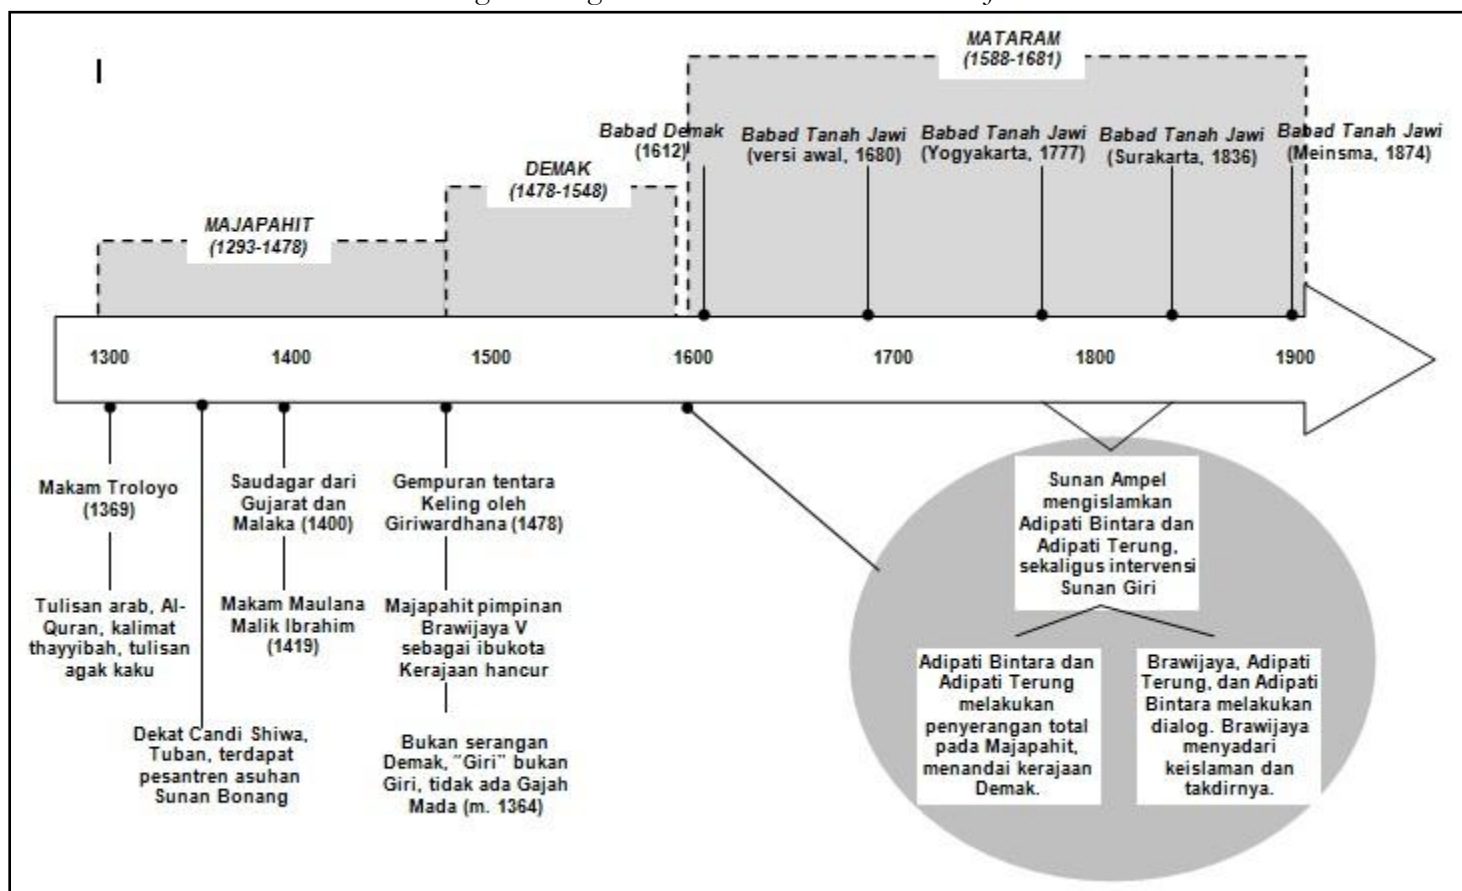 MATARAM
(1588-1681)
Babad Demak
(1612)
Babad Tanah Jawi
(versi awal, 1680)
Babad Tanah Jawi
(Yogyakarta, 1777)
Babad Tanah Jawi
(Surakarta, 1836)
Babad Tanah Jawi
(Meinsma, 1874)
DEMAK
(1478-1548)
MAJAPAHIT
(1293-1478)
1300 1400 1500 1600 1700 1800 1900
Makam Troloyo
(1369)
Tulisan arab, Al-
Quran, kalimat
thayyibah, tulisan
agak kaku
Dekat Candi Shiwa,
Tuban, terdapat
pesantren asuhan
Sunan Bonang
Saudagar dari
Gujarat dan
Malaka (1400)
Makam Maulana
Malik Ibrahim
(1419)
Gempuran tentara
Keling oleh
Giriwardhana (1478)
Majapahit pimpinan
Brawijaya V
sebagai ibukota
Kerajaan hancur
Bukan serangan
Demak, "Giri" bukan
Giri, tidak ada Gajah
Mada (m. 1364)
Sunan Ampel
mengislamkan
Adipati Bintara dan
Adipati Terung,
sekaligus intervensi
Sunan Giri
Adipati Bintara dan
Adipati Terung
melakukan
penyerangan total
pada Majapahit,
menandai kerajaan
Demak.
Brawijaya, Adipati
Terung, dan Adipati
Bintara melakukan
dialog. Brawijaya
menyadari
keislaman dan
takdirnya.